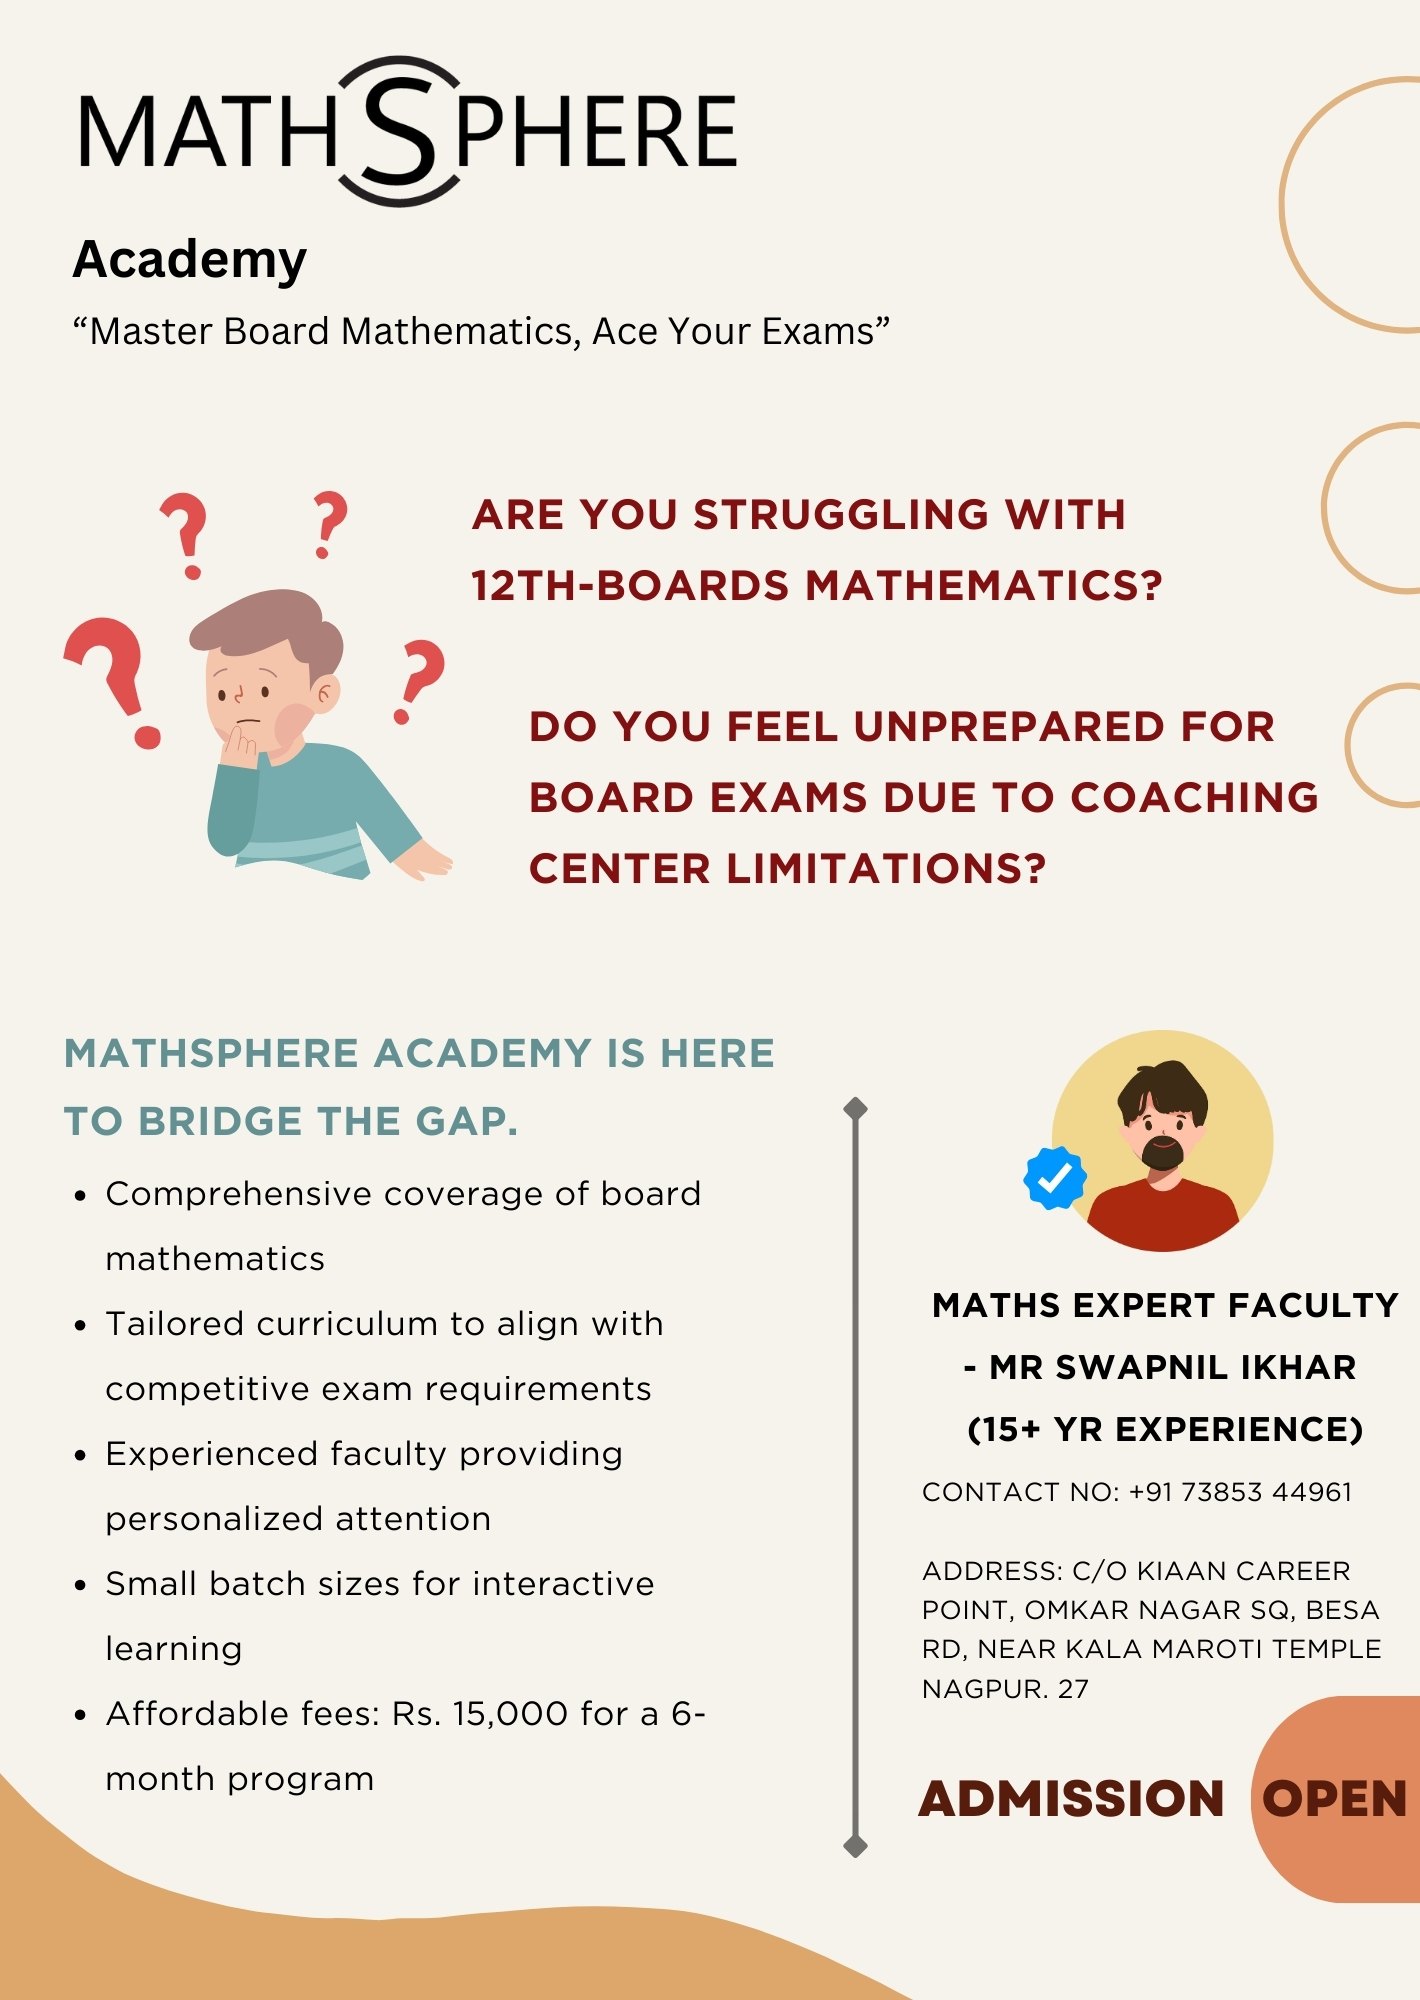 MATHSPHERE
Academy
“Master Board Mathematics, Ace Your Exams”
ARE YOU STRUGGLING WITH
12TH-BOARDS MATHEMATICS?
DO YOU FEEL UNPREPARED FOR
BOARD EXAMS DUE TO COACHING
CENTER LIMITATIONS?
MATHSPHERE ACADEMY IS HERE
TO BRIDGE THE GAP.
• Comprehensive coverage of board
mathematics
• Tailored curriculum to align with
competitive exam requirements
• Experienced faculty providing
personalized attention
• Small batch sizes for interactive
learning
• Affordable fees: Rs. 15,000 for a 6-
month program
MATHS EXPERT FACULTY
- MR SWAPNIL IKHAR
(15+ YR EXPERIENCE)
CONTACT NO: +91 73853 44961
ADDRESS: C/O KIAAN CAREER
POINT, OMKAR NAGAR SQ, BESA
RD, NEAR KALA MAROTI TEMPLE
NAGPUR. 27
ADMISSION OPEN